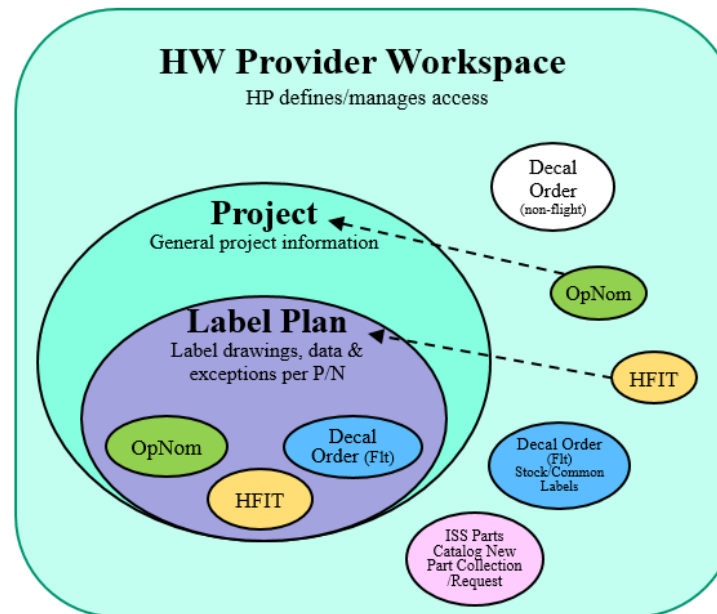 HW Provider Workspace
HP defines/manages access
Decal
Order
(non-flight)
Project
General project information
OpNom
Label Plan
Label drawings, data &
exceptions per P/N
HFIT
OpNom
Decal
Order (Flt)
HFIT
Decal Order
(Flt)
Stock/Common
Labels
ISS Parts
Catalog New
Part Collection
/Request